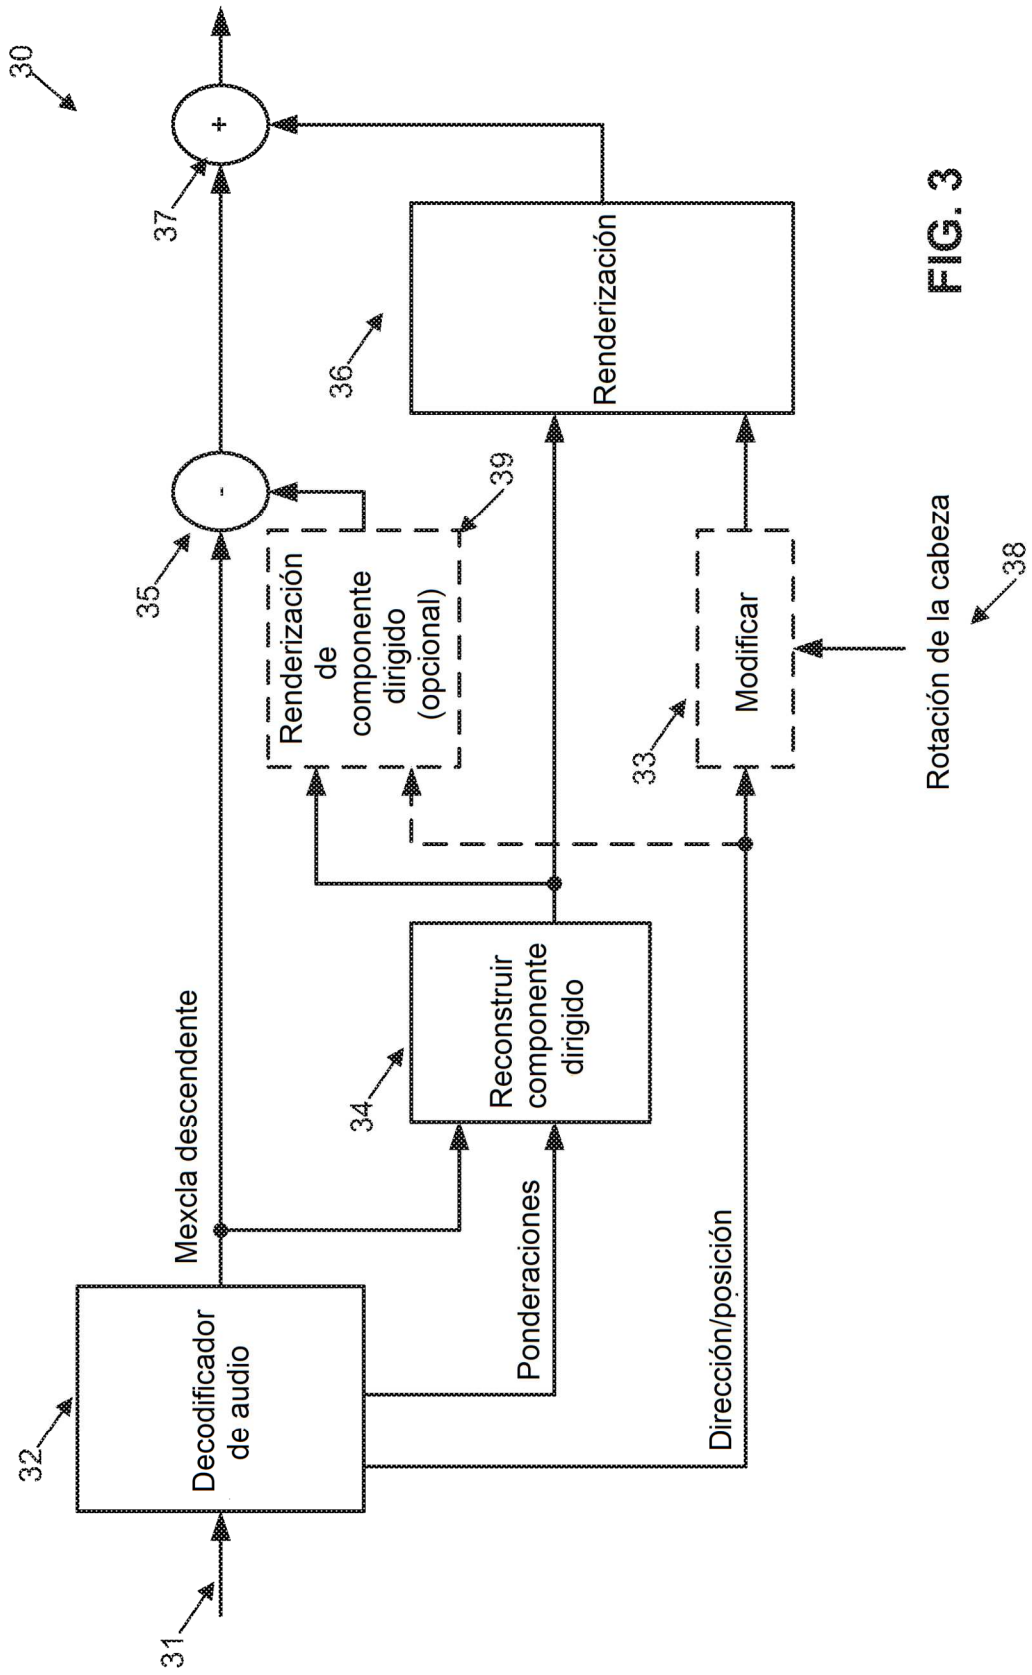 30
31
32
Decodificador
de audio
Mexcla descendente
Ponderaciones
Dirección/posición
34
Reconstruir
componente
dirigido
35
-
Renderización
de
componente
dirigido
(opcional)
39
33
Modificar
Rotación de la cabeza
38
36
Renderización
37
+
FIG. 3